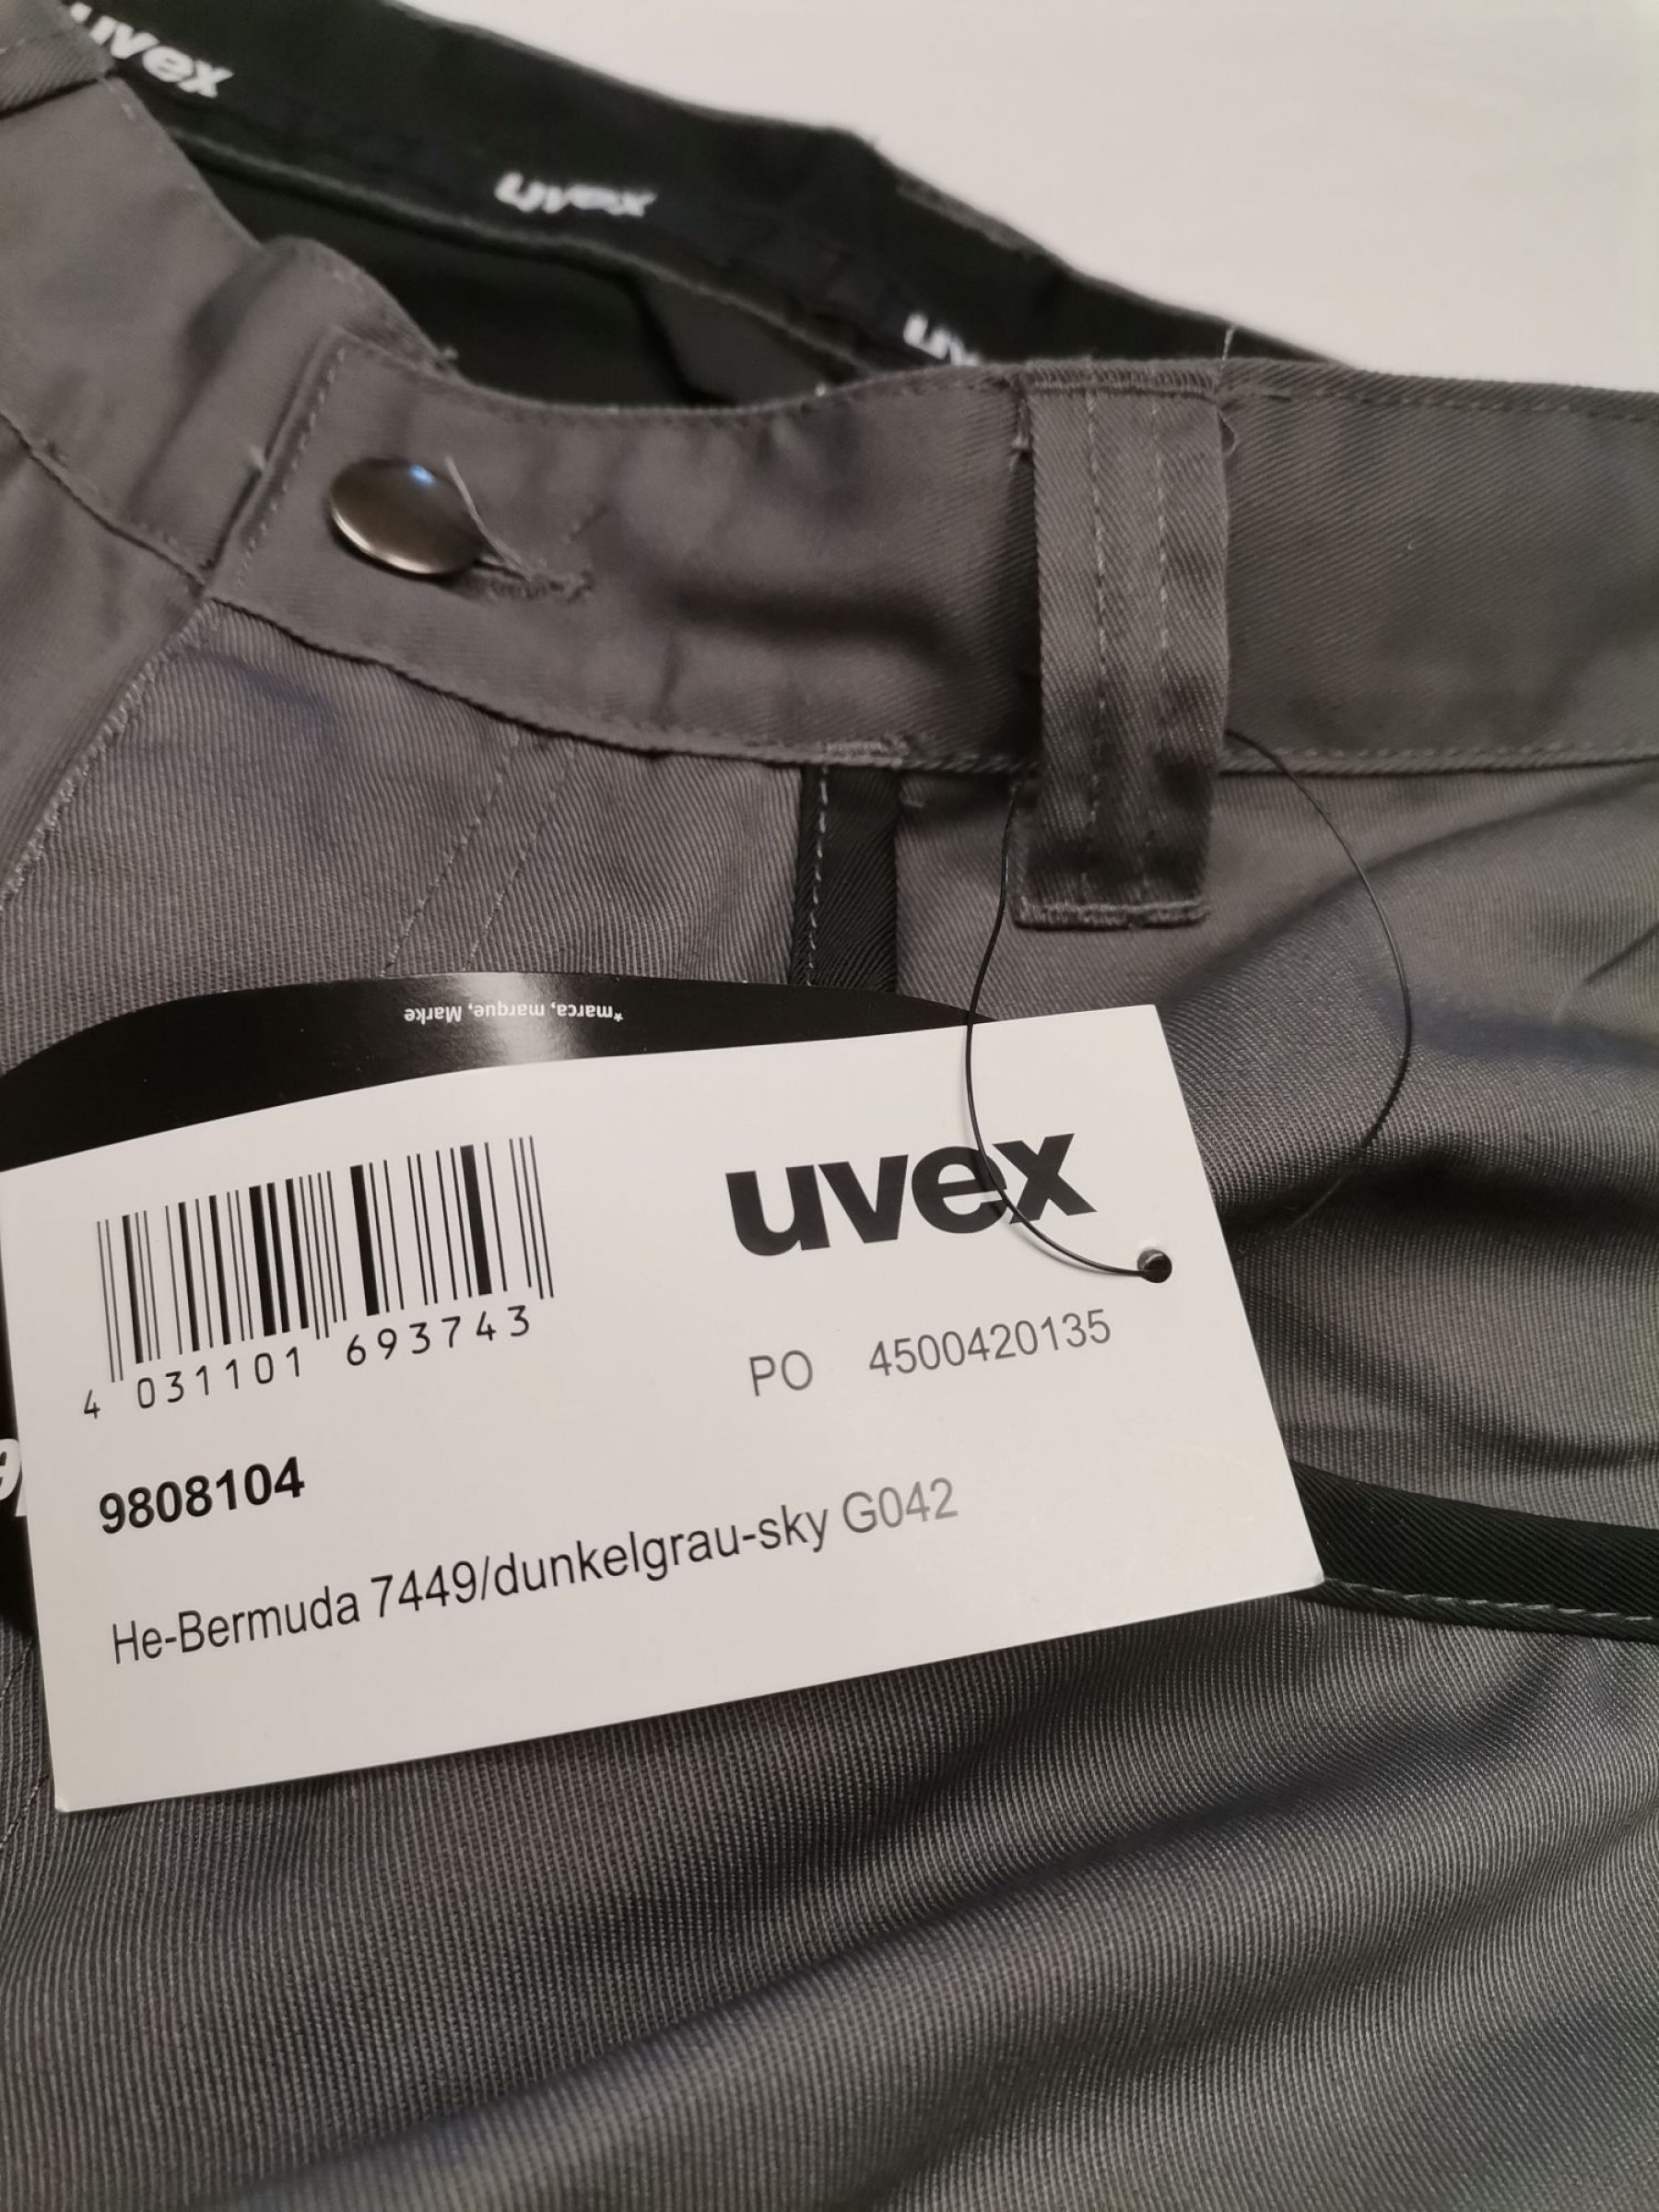 uvex
uvex
*marca, marque, Marke
uvex
4 031101 693743
PO 4500420135
9808104
He-Bermuda 7449/dunkelgrau-sky G042